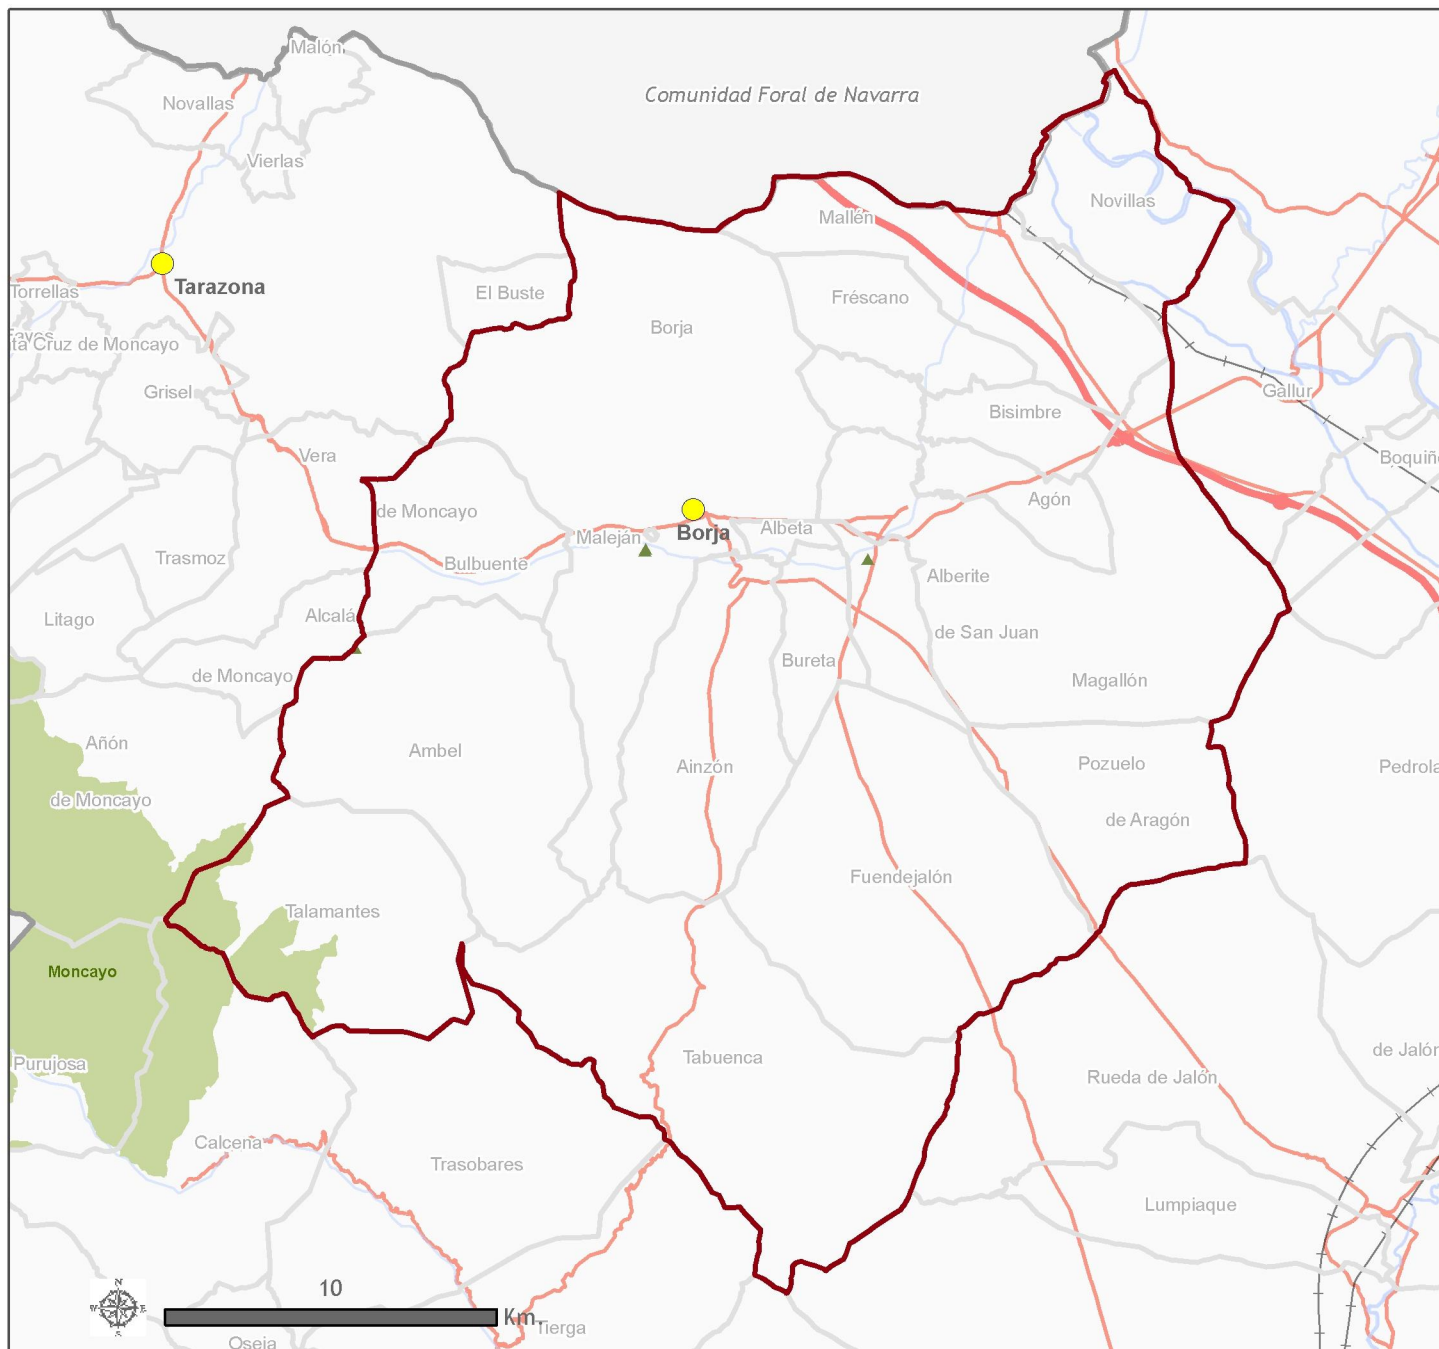 Malón
Comunidad Foral de Navarra
Novallas
Vierlas
Novillas
Mallén
Tarazona
Torrellas
El Buste
Fréscano
Borja
ta Cruz de Moncayo
Grisel
Gallur
Bisimbre
Vera
Boquiñ
Agón
de Moncayo
Borja
Albeta
Maleján
Trasmoz
Bulbuente
Alberite
Litago
Alcalá
de San Juan
Bureta
de Moncayo
Magallón
Añón
Ambel
Ainzón
Pozuelo
Pedrola
de Moncayo
de Aragón
Fuendejalón
Talamantes
Moncayo
Purujosa
Tabuenca
de Jalón
Rueda de Jalón
Calcena
Trasobares
Lumpiaque
N
W E
S
10
Km.
Tierga
Oseja